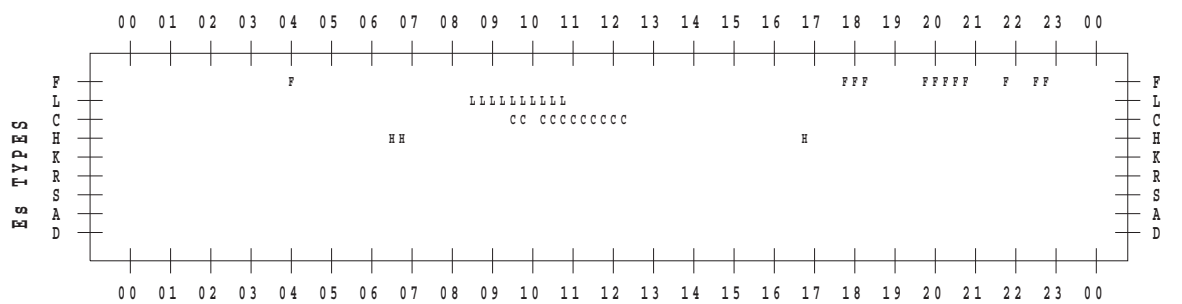 00 01 02 03 04 05 06 07 08 09 10 11 12 13 14 15 16 17 18 19 20 21 22 23 00
F F FFF FFFFF F FF F
L LLLLLLLLLL L
C CC CCCCCCCCC C
H HH H H
K K
R R
S S
A A
D D
Es TYPES
00 01 02 03 04 05 06 07 08 09 10 11 12 13 14 15 16 17 18 19 20 21 22 23 00